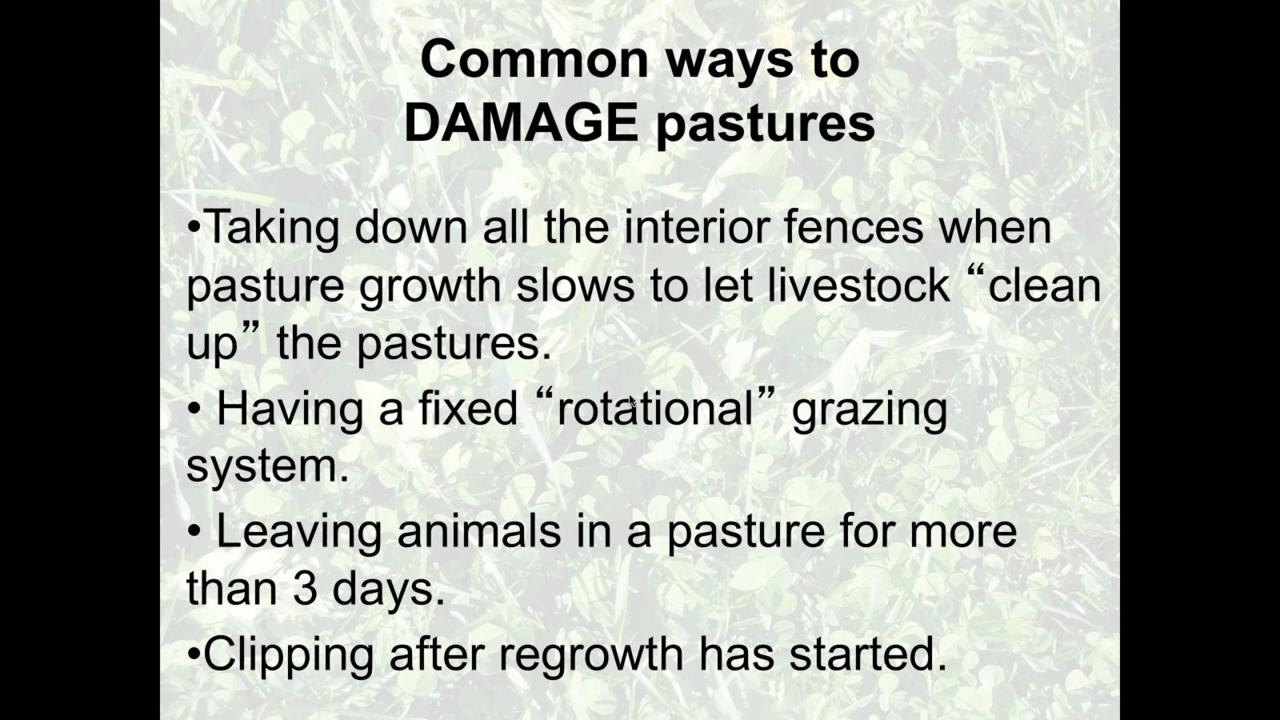 Common ways to
DAMAGE pastures
•Taking down all the interior fences when
pasture growth slows to let livestock “clean
up” the pastures.
• Having a fixed “rotational” grazing
system.
• Leaving animals in a pasture for more
than 3 days.
•Clipping after regrowth has started.